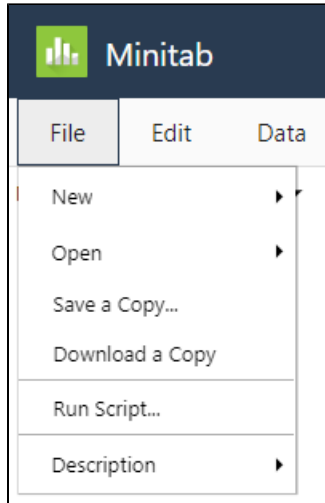 Minitab
File Edit Data
New
Open
Save a Copy...
Download a Copy
Run Script...
Description